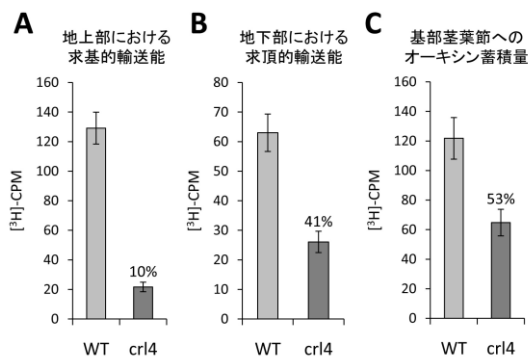 A 地上部における
求基的輸送能
[³H]-CPM
140
120
100
80
60
40
20
0
10%
WT crl4
B 地下部における
求頂的輸送能
[³H]-CPM
80
70
60
50
40
30
20
10
0
41%
WT crl4
C 基部茎葉節への
オーキシン蓄積量
[³H]-CPM
160
140
120
100
80
60
40
20
0
53%
WT crl4